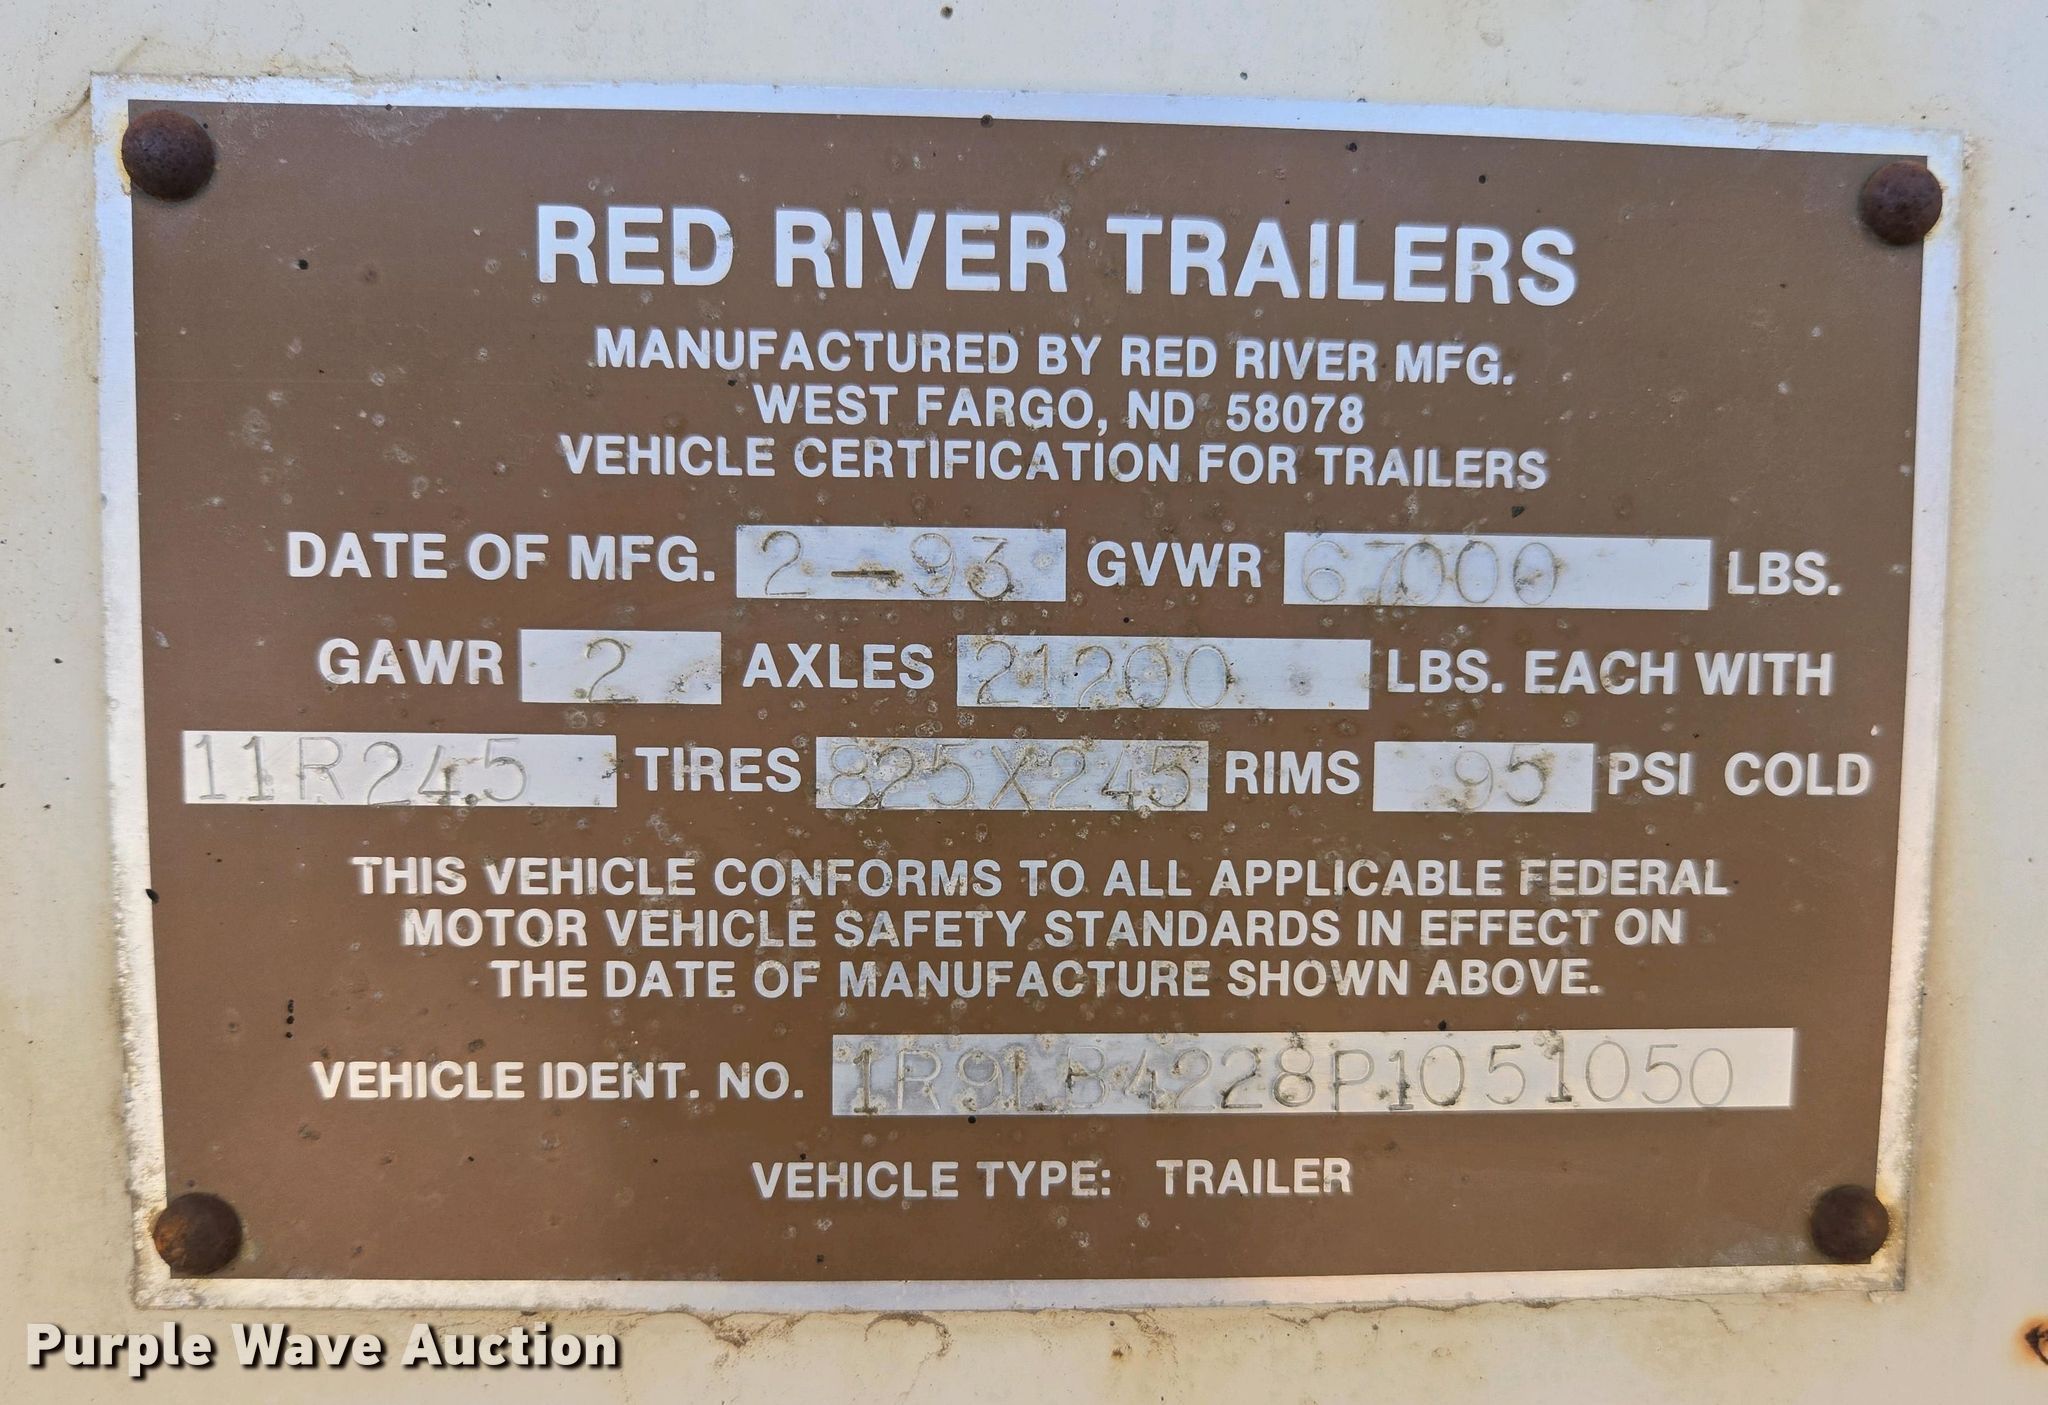 RED RIVER TRAILERS
MANUFACTURED BY RED RIVER MFG.
WEST FARGO, ND 58078
VEHICLE CERTIFICATION FOR TRAILERS
DATE OF MFG. 2-93 GVWR 67000 LBS.
GAWR 2 AXLES 21200 LBS. EACH WITH
11R24.5 TIRES 825X245 RIMS 95 PSI COLD
THIS VEHICLE CONFORMS TO ALL APPLICABLE FEDERAL
MOTOR VEHICLE SAFETY STANDARDS IN EFFECT ON
THE DATE OF MANUFACTURE SHOWN ABOVE.
VEHICLE IDENT. NO. 1R9LB4228P1051050
VEHICLE TYPE: TRAILER
Purple Wave Auction